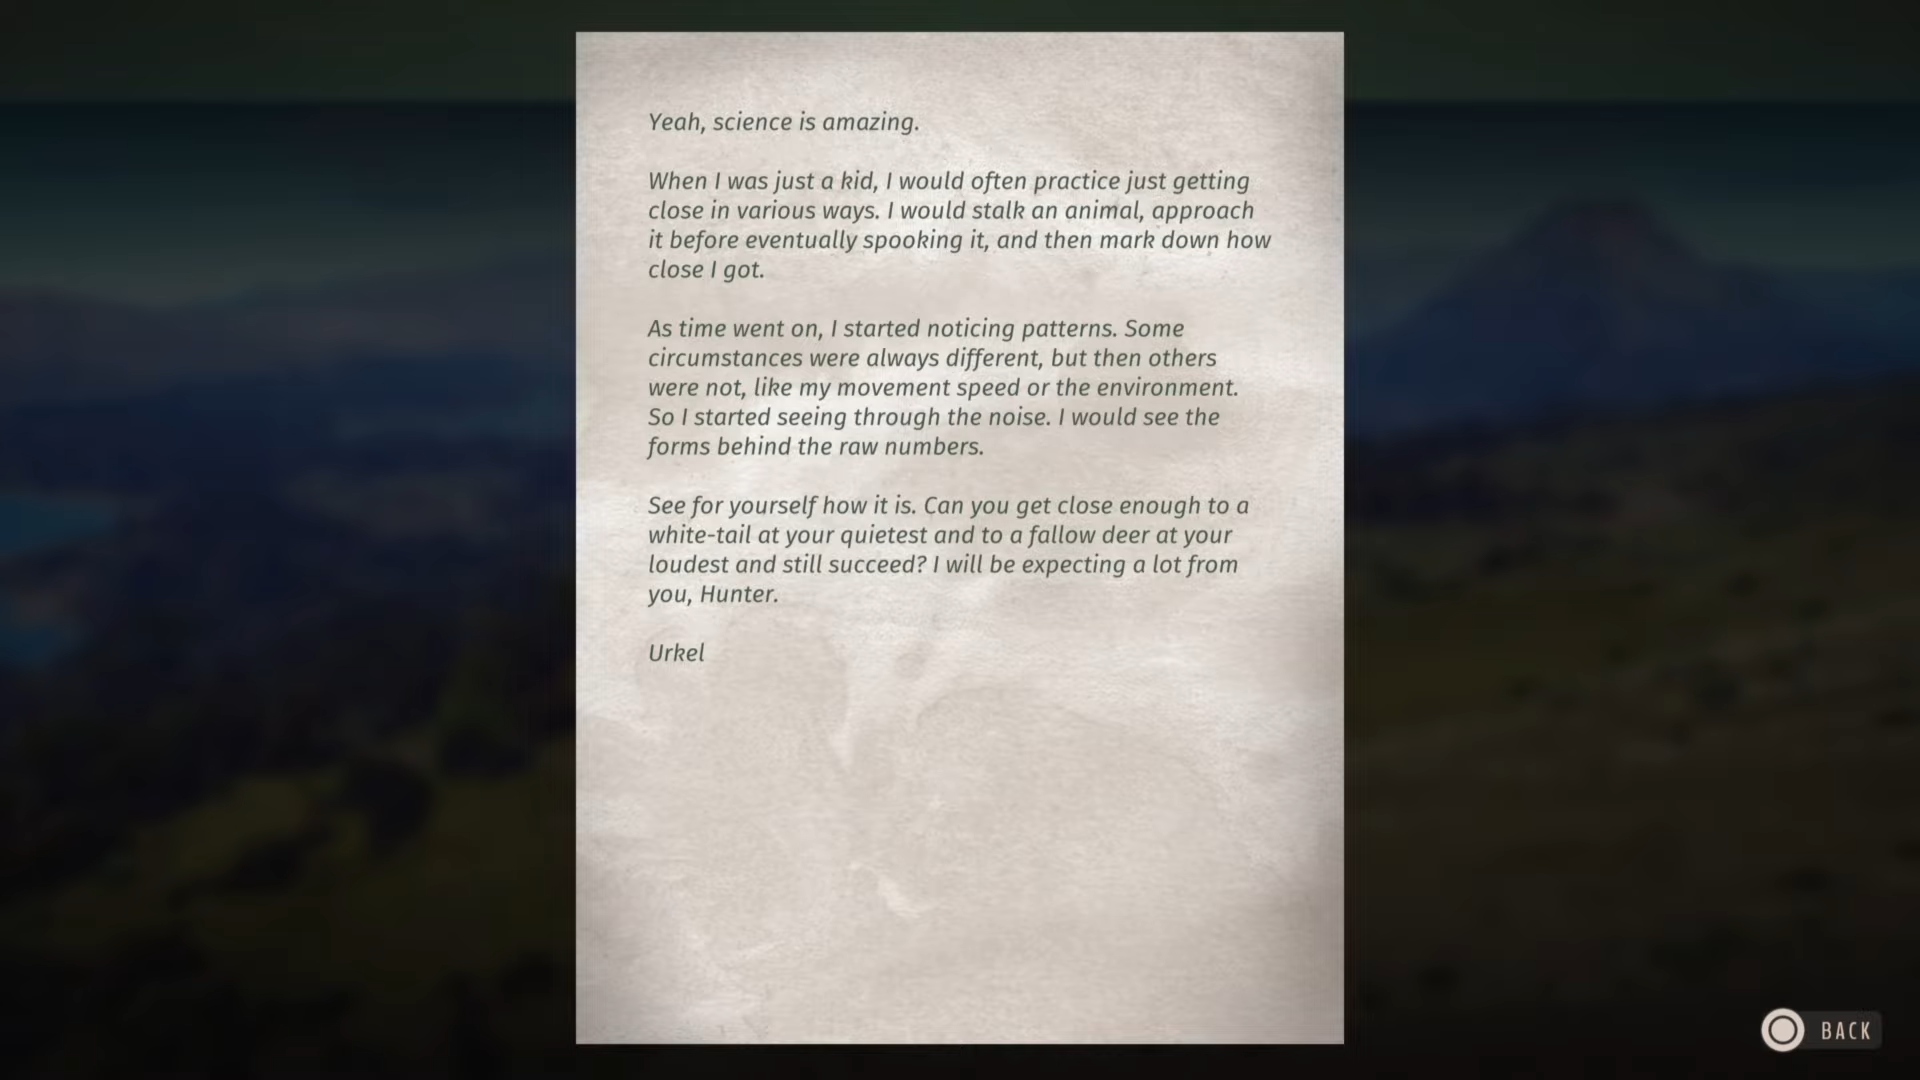 Yeah, science is amazing.
When I was just a kid, I would often practice just getting
close in various ways. I would stalk an animal, approach
it before eventually spooking it, and then mark down how
close I got.
As time went on, I started noticing patterns. Some
circumstances were always different, but then others
were not, like my movement speed or the environment.
So I started seeing through the noise. I would see the
forms behind the raw numbers.
See for yourself how it is. Can you get close enough to a
white-tail at your quietest and to a fallow deer at your
loudest and still succeed? I will be expecting a lot from
you, Hunter.
Urkel
BACK